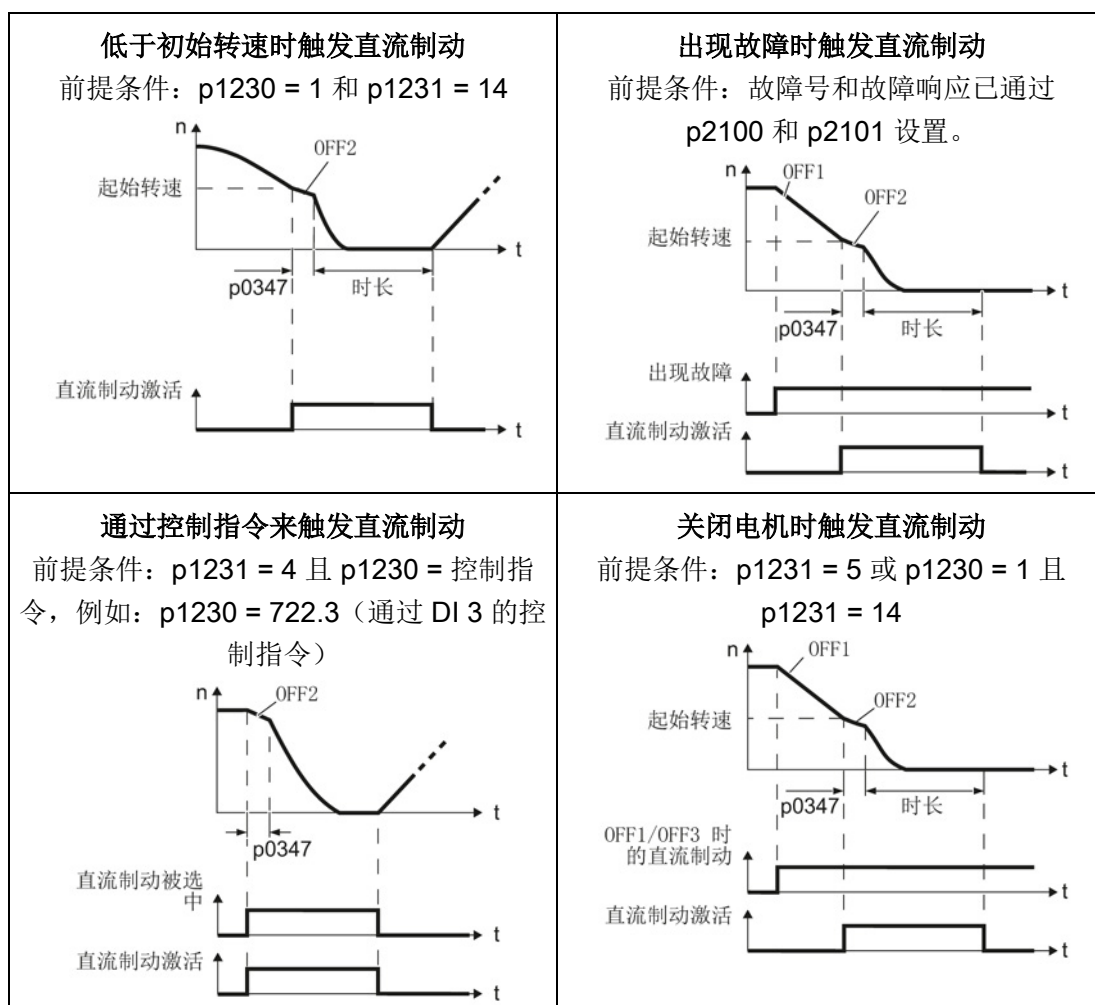 低于初始转速时触发直流制动
前提条件：p1230 = 1 和 p1231 = 14
n
OFF2
起始转速
t
p0347
时长
直流制动激活
t
出现故障时触发直流制动
前提条件：故障号和故障响应已通过
p2100 和 p2101 设置。
n
OFF1
OFF2
起始转速
t
p0347
时长
出现故障
t
直流制动激活
t
通过控制指令来触发直流制动
前提条件：p1231 = 4 且 p1230 = 控制指
令，例如：p1230 = 722.3（通过 DI 3 的控
制指令）
n
OFF2
t
p0347
直流制动被选
中
t
直流制动激活
t
关闭电机时触发直流制动
前提条件：p1231 = 5 或 p1230 = 1 且
p1231 = 14
n
OFF1
OFF2
起始转速
t
p0347
时长
OFF1/OFF3 时
的直流制动
t
直流制动激活
t